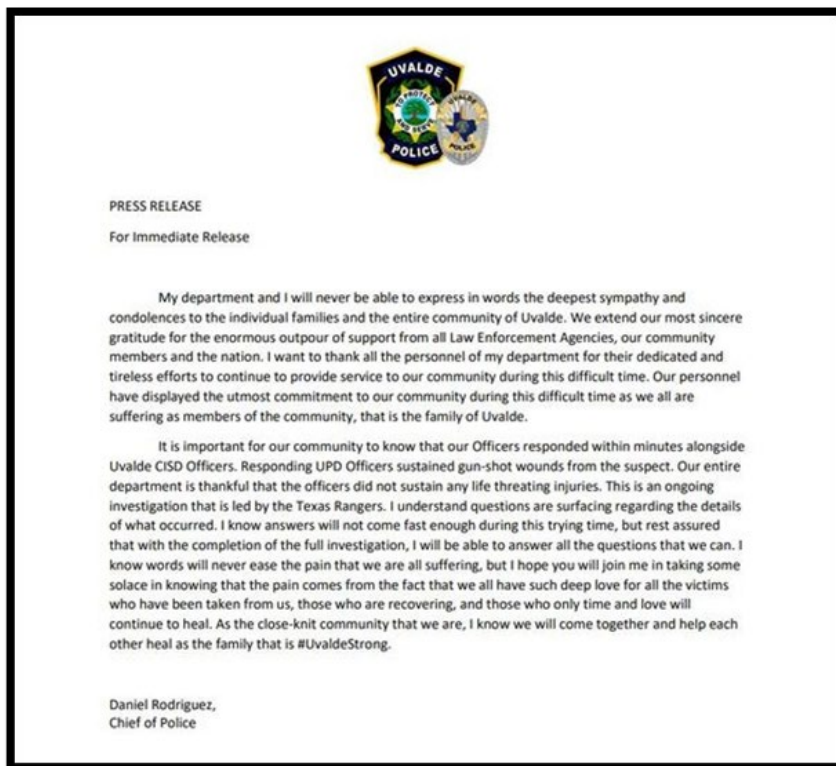 UVALDE
TO PROTECT
AND SERVE
POLICE
UVALDE
POLICE
PRESS RELEASE
For Immediate Release
My department and I will never be able to express in words the deepest sympathy and
condolences to the individual families and the entire community of Uvalde. We extend our most sincere
gratitude for the enormous outpour of support from all Law Enforcement Agencies, our community
members and the nation. I want to thank all the personnel of my department for their dedicated and
tireless efforts to continue to provide service to our community during this difficult time. Our personnel
have displayed the utmost commitment to our community during this difficult time as we all are
suffering as members of the community, that is the family of Uvalde.
It is important for our community to know that our Officers responded within minutes alongside
Uvalde CISD Officers. Responding UPD Officers sustained gun-shot wounds from the suspect. Our entire
department is thankful that the officers did not sustain any life threating injuries. This is an ongoing
investigation that is led by the Texas Rangers. I understand questions are surfacing regarding the details
of what occurred. I know answers will not come fast enough during this trying time, but rest assured
that with the completion of the full investigation, I will be able to answer all the questions that we can. I
know words will never ease the pain that we are all suffering, but I hope you will join me in taking some
solace in knowing that the pain comes from the fact that we all have such deep love for all the victims
who have been taken from us, those who are recovering, and those who only time and love will
continue to heal. As the close-knit community that we are, I know we will come together and help each
other heal as the family that is #UvaldeStrong.
Daniel Rodriguez,
Chief of Police